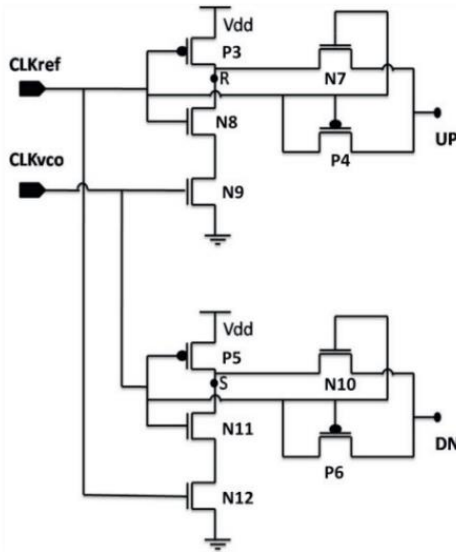 Vdd
P3
CLKref
R
N7
N8
UP
P4
CLKvco
N9
Vdd
P5
S
N10
N11
DN
P6
N12